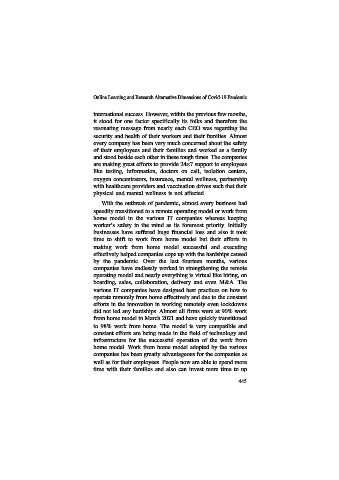 Online Learning and Research Alternative Dimensions of Covid-19 Pandemic
international success. However, within the previous few months,
it stood for one factor specifically its folks and therefore the
resonating message from nearly each CEO was regarding the
security and health of their workers and their families. Almost
every company has been very much concerned about the safety
of their employees and their families and worked as a family
and stood beside each other in these tough times. The companies
are making great efforts to provide 24x7 support to employees
like testing, information, doctors on call, isolation centers,
oxygen concentrators, insurance, mental wellness, partnership
with healthcare providers and vaccination drives such that their
physical and mental wellness is not affected.
With the outbreak of pandemic, almost every business had
speedily transitioned to a remote operating model or work from
home model in the various IT companies whereas keeping
worker's safety in the mind as its foremost priority. Initially
businesses have suffered huge financial loss and also it took
time to shift to work from home model but their efforts in
making work from home model successful and executing
effectively helped companies cope up with the hardships caused
by the pandemic. Over the last fourteen months, various
companies have endlessly worked in strengthening the remote
operating model and nearly everything is virtual like hiring, on
boarding, sales, collaboration, delivery and even M&A. The
various IT companies have designed best practices on how to
operate remotely from home effectively and due to the constant
efforts in the innovation in working remotely even lockdowns
did not led any hardships. Almost all firms were at 90% work
from home model in March 2021 and have quickly transitioned
to 98% work from home. The model is very compatible and
constant efforts are being made in the field of technology and
infrastructure for the successful operation of the work from
home model. Work from home model adopted by the various
companies has been greatly advantageous for the companies as
well as for their employees. People now are able to spend more
time with their families and also can invest more time to up
445